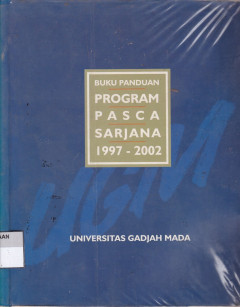 BUKU PANDUAN
PROGRAM
PASCA
SARJANA
1997 - 2002
UGM
UNIVERSITAS GADJAH MADA